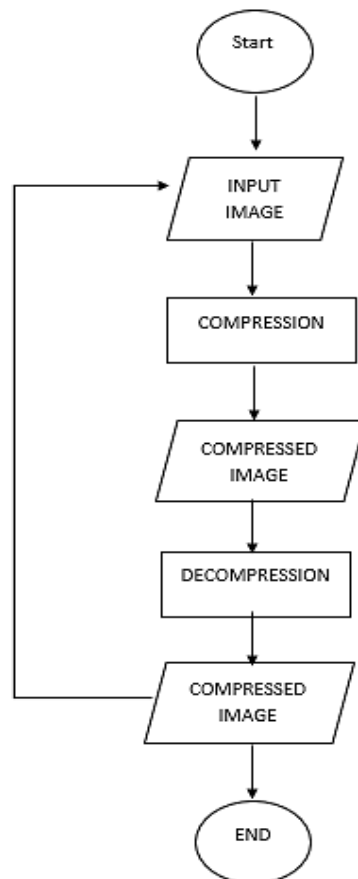 Start
INPUT
IMAGE
COMPRESSION
COMPRESSED
IMAGE
DECOMPRESSION
COMPRESSED
IMAGE
END